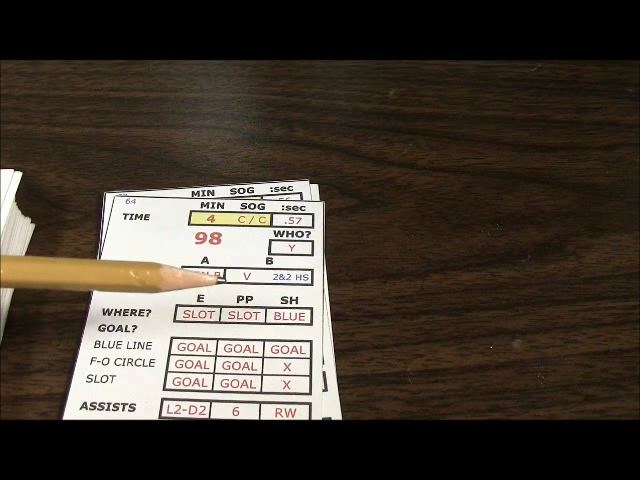 MIN SOG :sec
64
MIN SOG :sec
TIME 4 C / C .57
98 WHO?
Y
A B
V 2&2 HS
E PP SH
WHERE? SLOT SLOT BLUE
GOAL?
BLUE LINE GOAL GOAL GOAL
F-O CIRCLE GOAL GOAL X
SLOT GOAL GOAL X
ASSISTS L2-D2 6 RW